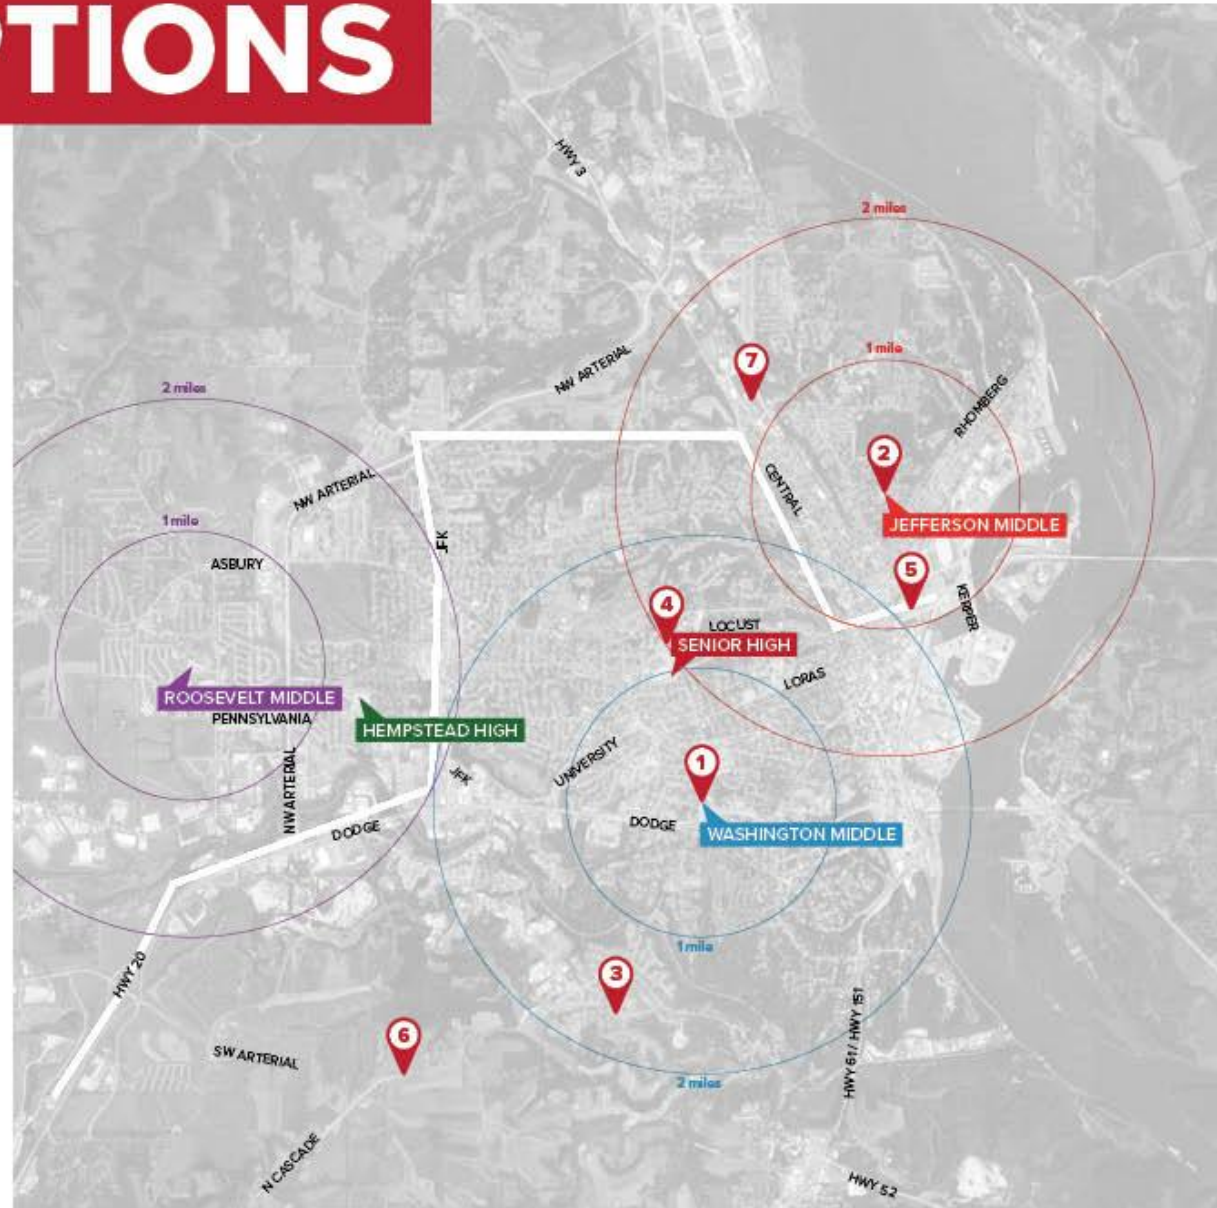 PTIONS
HWY 3
2 miles
1 mile
7
NW ARTERIAL
RHOMBERG
2 miles
2
CENTRAL
NW ARTERIAL
JEFFERSON MIDDLE
1 mile
JFK
ASBURY
5
KERPER
4
LOCUST
SENIOR HIGH
LORAS
ROOSEVELT MIDDLE
PENNSYLVANIA
HEMPSTEAD HIGH
NW ARTERIAL
JFK
UNIVERSITY
1
DODGE
DODGE
WASHINGTON MIDDLE
1 mile
HWY 20
3
6
SW ARTERIAL
HWY 61 / HWY 151
2 miles
N CASCADE
HWY 52